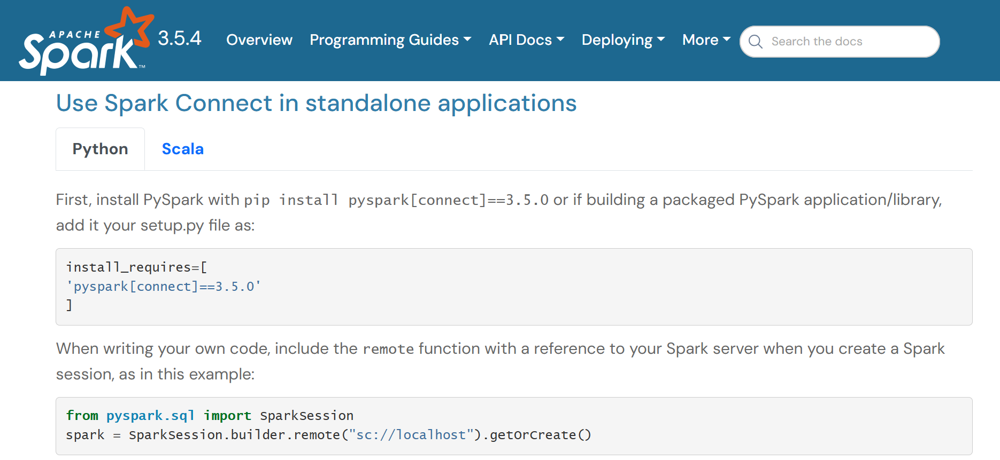 APACHE
Spark™ 3.5.4 Overview Programming Guides API Docs Deploying More Search the docs
Use Spark Connect in standalone applications
Python Scala
First, install PySpark with pip install pyspark[connect]==3.5.0 or if building a packaged PySpark application/library,
add it your setup.py file as:
install_requires=[
'pyspark[connect]==3.5.0'
]
When writing your own code, include the remote function with a reference to your Spark server when you create a Spark
session, as in this example:
from pyspark.sql import SparkSession
spark = SparkSession.builder.remote("sc://localhost").getOrCreate()